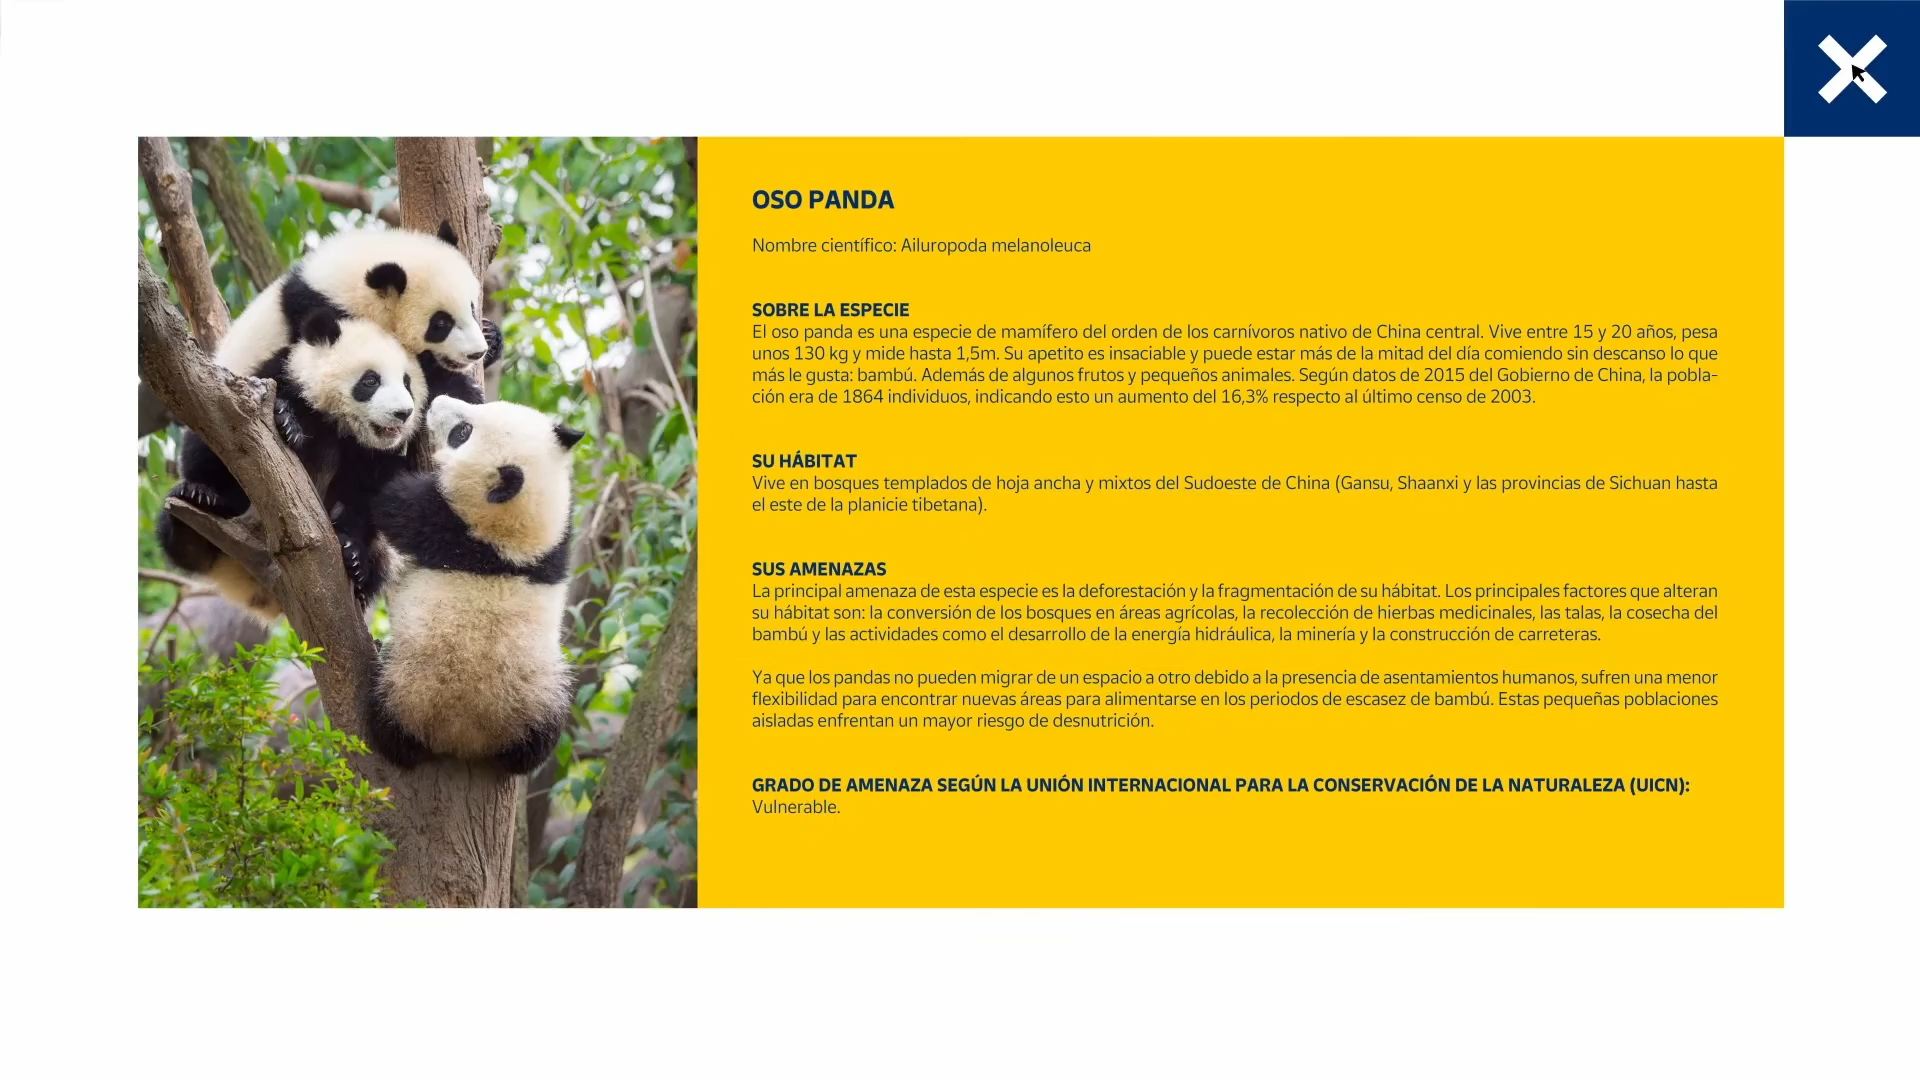 OSO PANDA
Nombre científico: Ailuropoda melanoleuca
SOBRE LA ESPECIE
El oso panda es una especie de mamífero del orden de los carnívoros nativo de China central. Vive entre 15 y 20 años, pesa
unos 130 kg y mide hasta 1,5m. Su apetito es insaciable y puede estar más de la mitad del día comiendo sin descanso lo que
más le gusta: bambú. Además de algunos frutos y pequeños animales. Según datos de 2015 del Gobierno de China, la pobla-
ción era de 1864 individuos, indicando esto un aumento del 16,3% respecto al último censo de 2003.
SU HÁBITAT
Vive en bosques templados de hoja ancha y mixtos del Sudoeste de China (Gansu, Shaanxi y las provincias de Sichuan hasta
el este de la planicie tibetana).
SUS AMENAZAS
La principal amenaza de esta especie es la deforestación y la fragmentación de su hábitat. Los principales factores que alteran
su hábitat son: la conversión de los bosques en áreas agrícolas, la recolección de hierbas medicinales, las talas, la cosecha del
bambú y las actividades como el desarrollo de la energía hidráulica, la minería y la construcción de carreteras.
Ya que los pandas no pueden migrar de un espacio a otro debido a la presencia de asentamientos humanos, sufren una menor
flexibilidad para encontrar nuevas áreas para alimentarse en los periodos de escasez de bambú. Estas pequeñas poblaciones
aisladas enfrentan un mayor riesgo de desnutrición.
GRADO DE AMENAZA SEGÚN LA UNIÓN INTERNACIONAL PARA LA CONSERVACIÓN DE LA NATURALEZA (UICN):
Vulnerable.